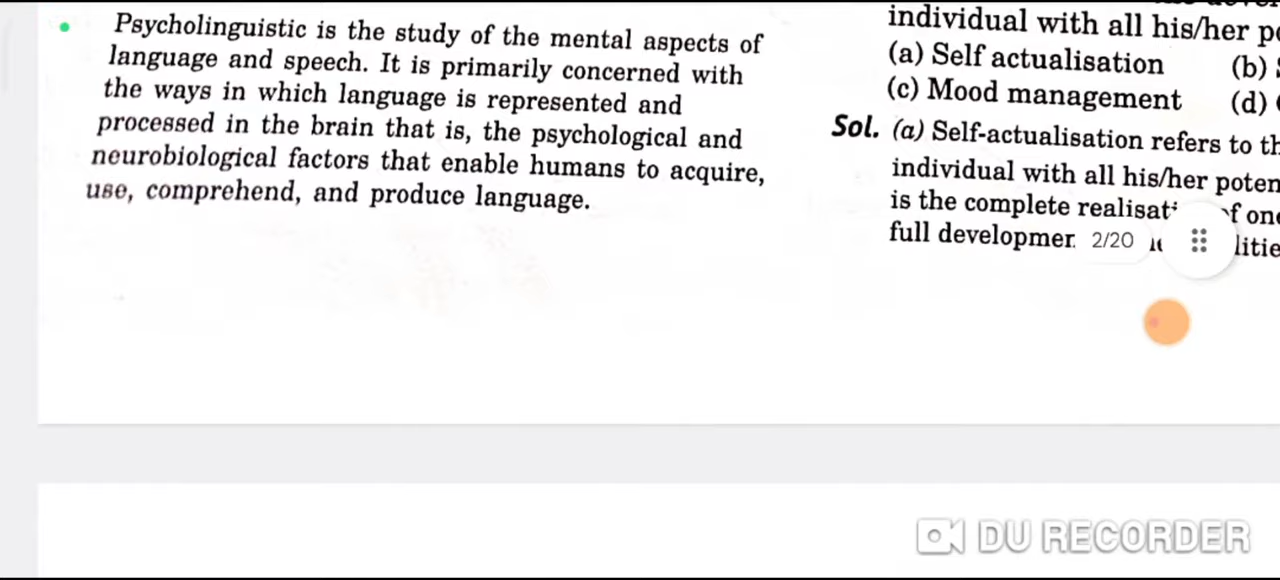 Psycholinguistic is the study of the mental aspects of
language and speech. It is primarily concerned with
the ways in which language is represented and
processed in the brain that is, the psychological and
neurobiological factors that enable humans to acquire,
use, comprehend, and produce language.
individual with all his/her
(a) Self actualisation (b)
(c) Mood management (d)
Sol. (a) Self-actualisation refers to
individual with all his/her
is the complete
full
2/20
DU RECORDER